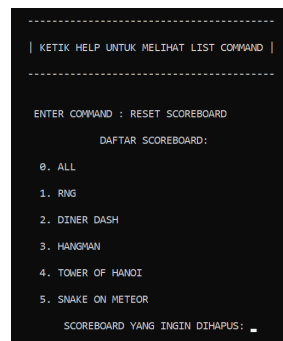 ---------------------------------------
| KETIK HELP UNTUK MELIHAT LIST COMMAND |
---------------------------------------
ENTER COMMAND : RESET SCOREBOARD
DAFTAR SCOREBOARD:
0. ALL
1. RNG
2. DINER DASH
3. HANGMAN
4. TOWER OF HANOI
5. SNAKE ON METEOR
SCOREBOARD YANG INGIN DIHAPUS: _